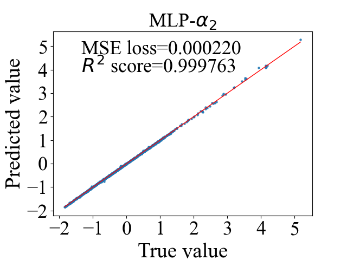 MLP-α₂
MSE loss=0.000220
R² score=0.999763
Predicted value
5
4
3
2
1
0
−1
−2
−2 −1 0 1 2 3 4 5
True value